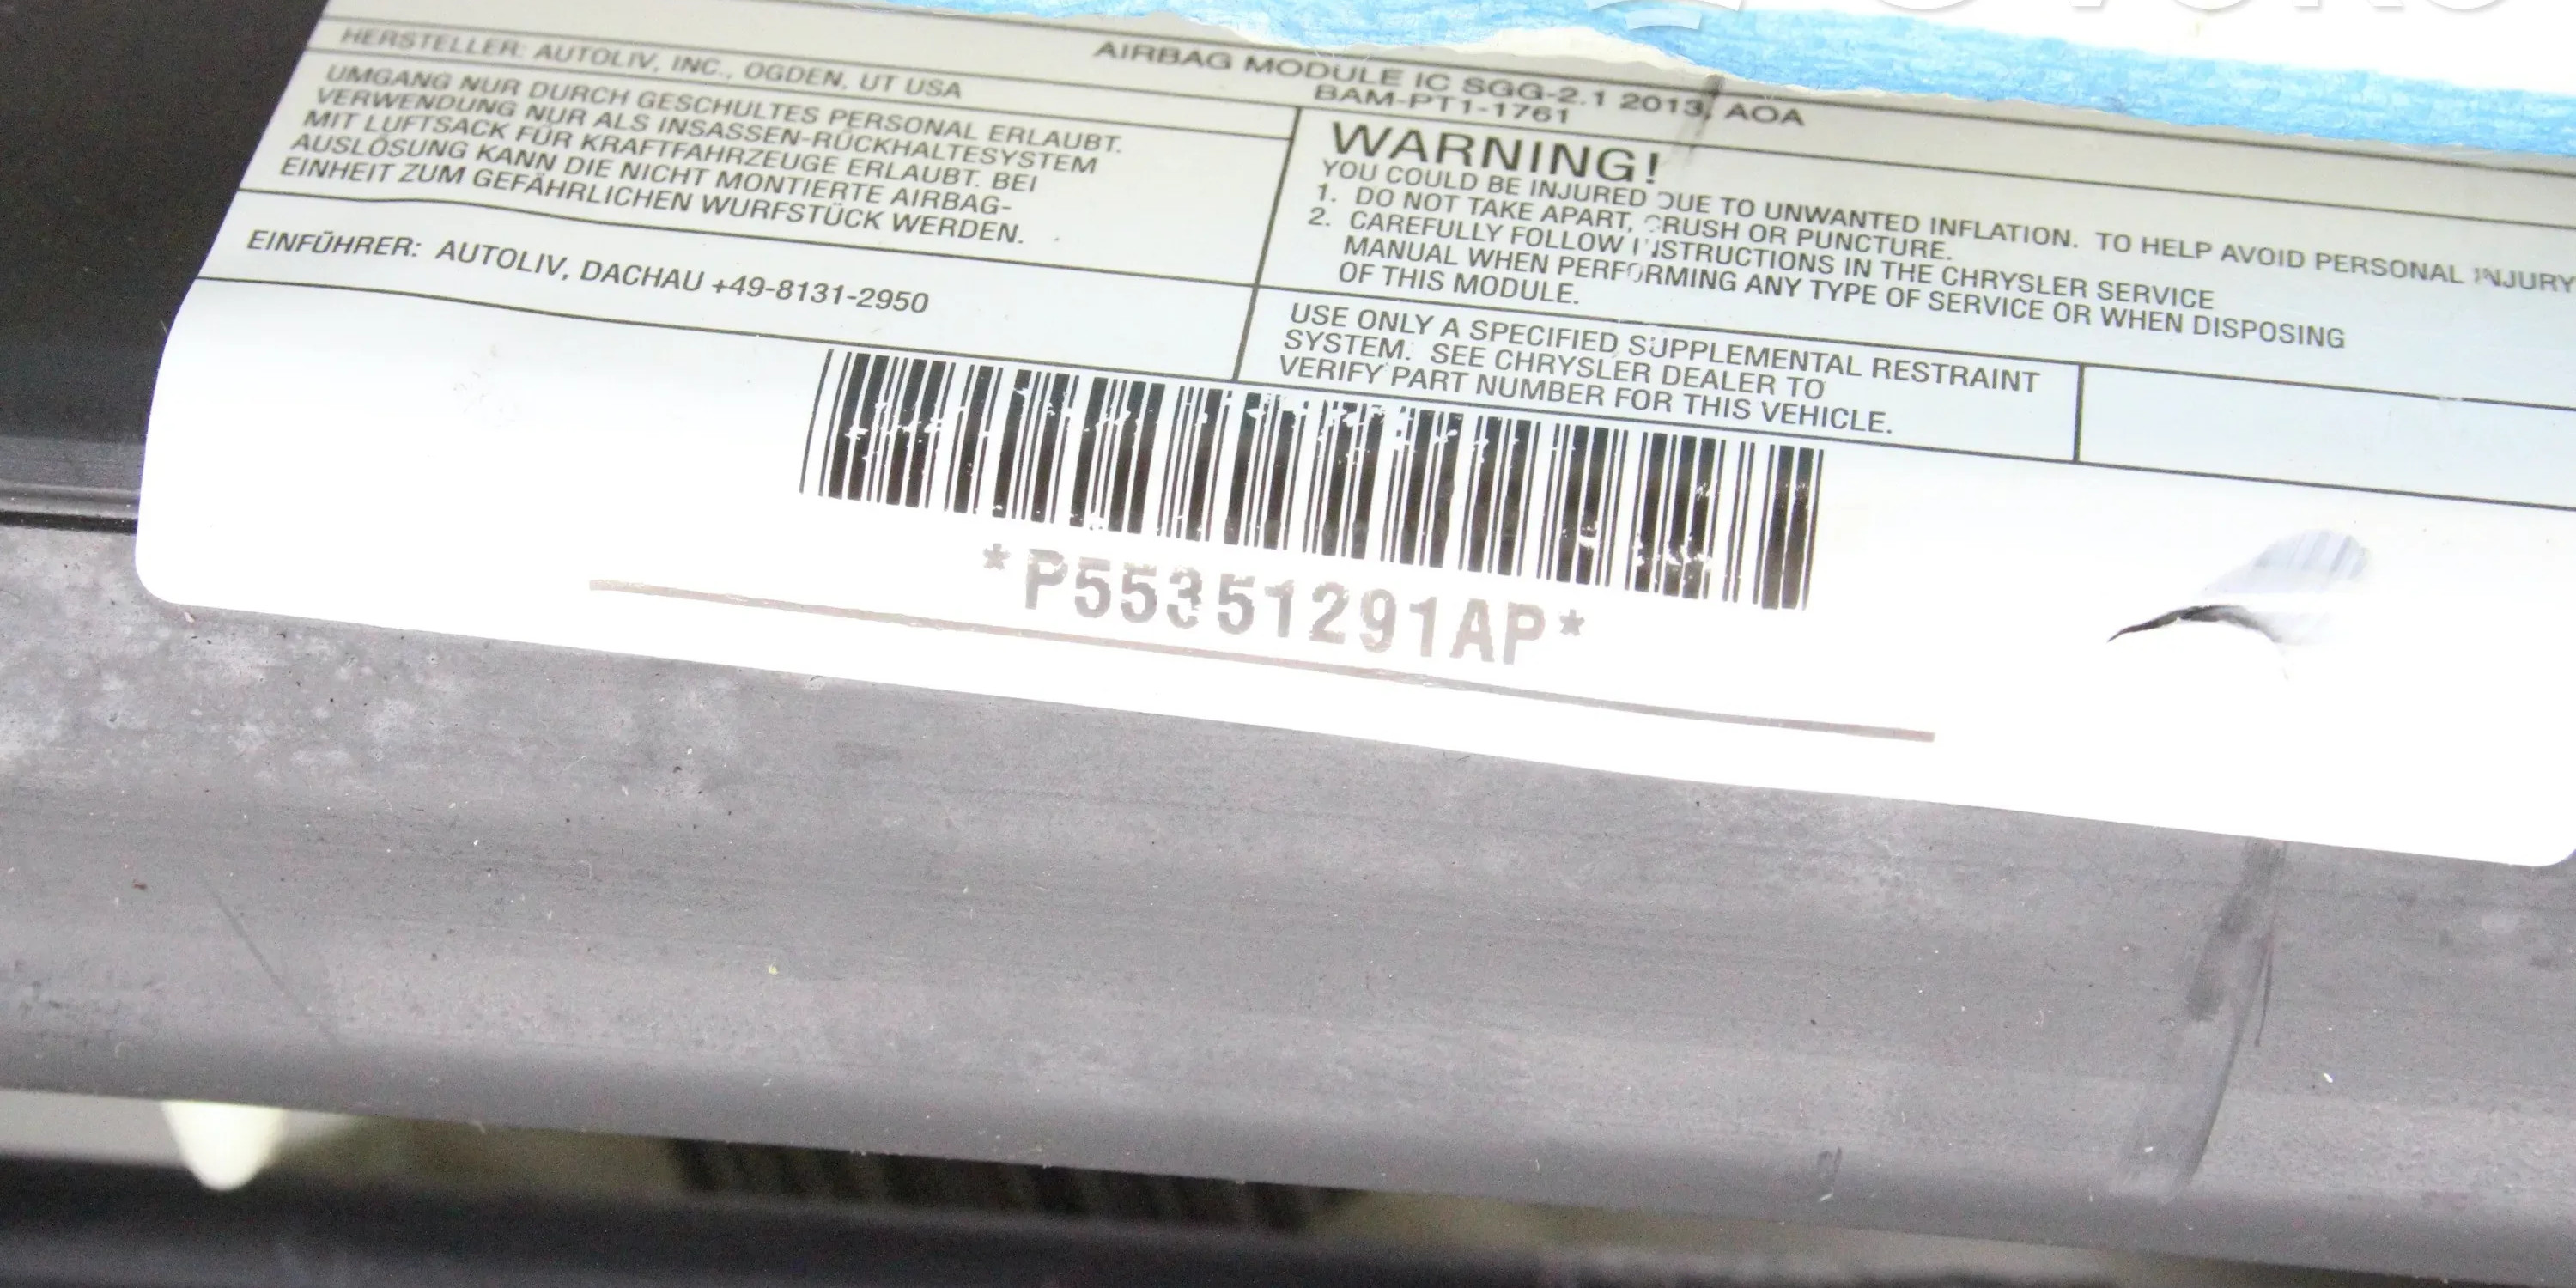 AIRBAG MODULE IC SGG-2.1 2013, AOA
BAM-PT1-1761
HERSTELLER: AUTOLIV, INC., OGDEN, UT USA
UMGANG NUR DURCH GESCHULTES PERSONAL ERLAUBT.
VERWENDUNG NUR ALS INSASSEN-RÜCKHALTESYSTEM
MIT LUFTSACK FÜR KRAFTFAHRZEUGE ERLAUBT. BEI
AUSLÖSUNG KANN DIE NICHT MONTIERTE AIRBAG-
EINHEIT ZUM GEFÄHRLICHEN WURFSTÜCK WERDEN.
EINFÜHRER: AUTOLIV, DACHAU +49-8131-2950
WARNING!
YOU COULD BE INJURED DUE TO UNWANTED INFLATION. TO HELP AVOID PERSONAL INJURY
1. DO NOT TAKE APART, CRUSH OR PUNCTURE.
2. CAREFULLY FOLLOW INSTRUCTIONS IN THE CHRYSLER SERVICE
MANUAL WHEN PERFORMING ANY TYPE OF SERVICE OR WHEN DISPOSING
OF THIS MODULE.
USE ONLY A SPECIFIED SUPPLEMENTAL RESTRAINT
SYSTEM. SEE CHRYSLER DEALER TO
VERIFY PART NUMBER FOR THIS VEHICLE.
*P55351291AP*